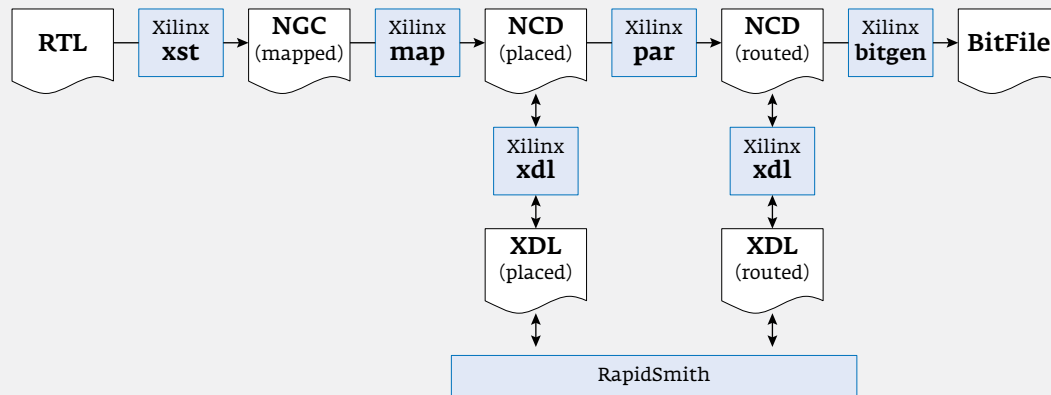 RTL
Xilinx
xst
NGC
(mapped)
Xilinx
map
NCD
(placed)
Xilinx
par
NCD
(routed)
Xilinx
bitgen
BitFile
Xilinx
xdl
Xilinx
xdl
XDL
(placed)
XDL
(routed)
RapidSmith